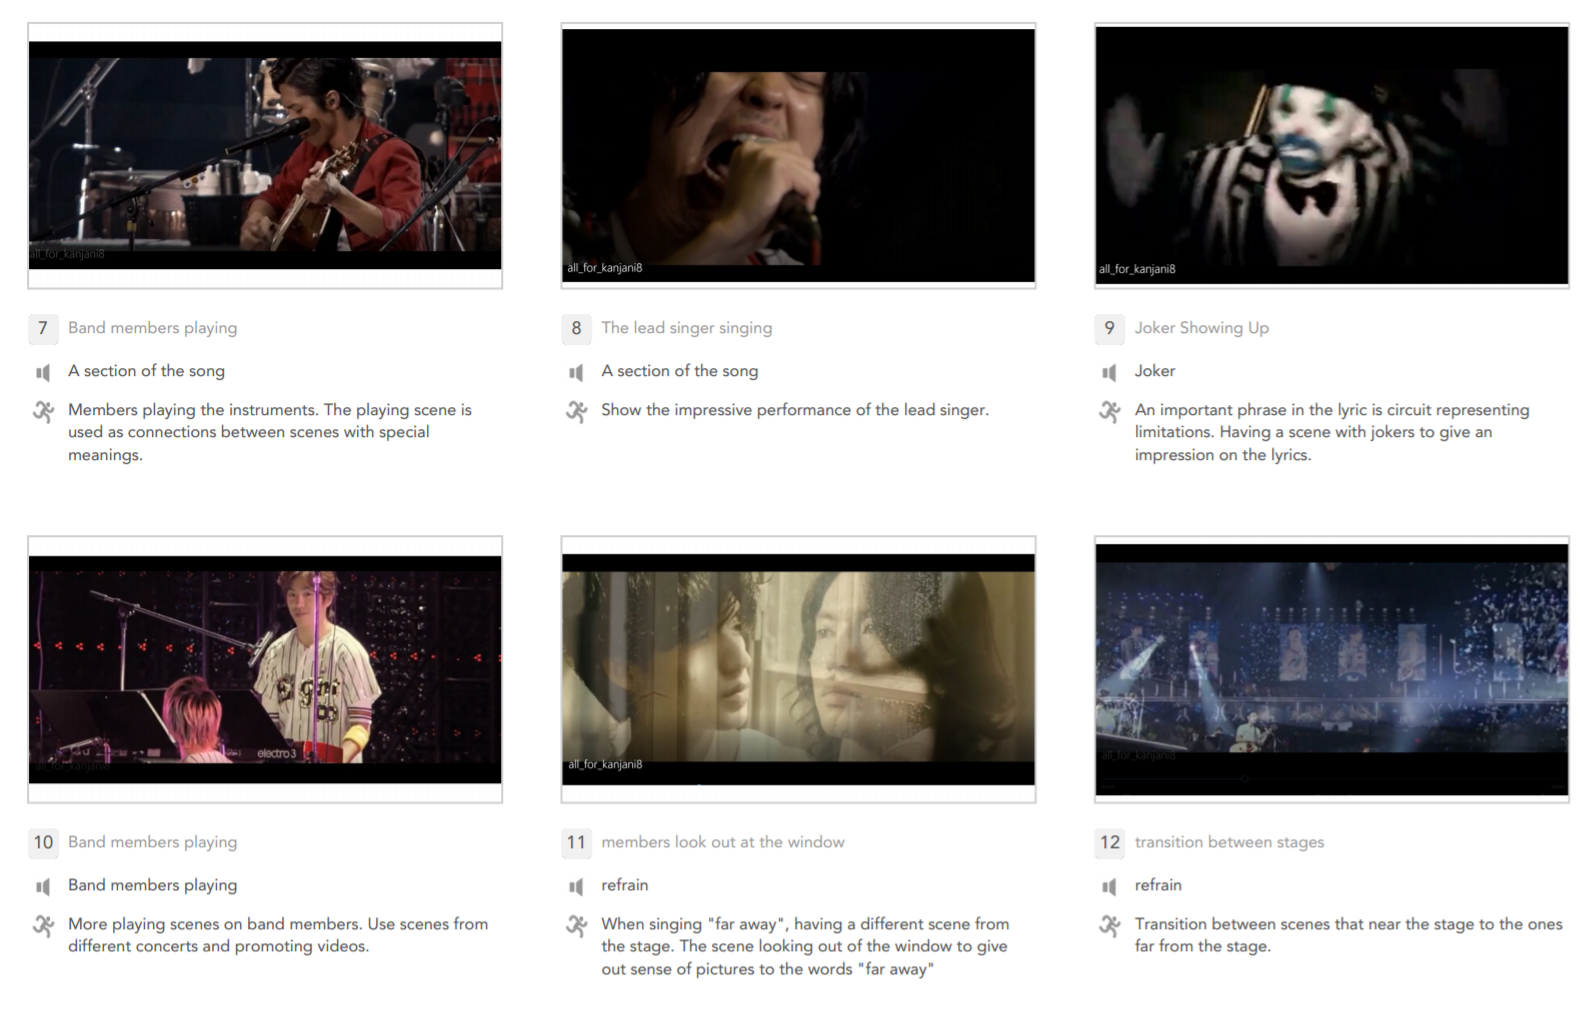 all_for_kanjani8
all_for_kanjani8
all_for_kanjani8
7 Band members playing
A section of the song
Members playing the instruments. The playing scene is
used as connections between scenes with special
meanings.
8 The lead singer singing
A section of the song
Show the impressive performance of the lead singer.
9 Joker Showing Up
Joker
An important phrase in the lyric is circuit representing
limitations. Having a scene with jokers to give an
impression on the lyrics.
electro3
all_for_kanjani8
all_for_kanjani8
all_for_kanjani8
10 Band members playing
Band members playing
More playing scenes on band members. Use scenes from
different concerts and promoting videos.
11 members look out at the window
refrain
When singing "far away", having a different scene from
the stage. The scene looking out of the window to give
out sense of pictures to the words "far away"
12 transition between stages
refrain
Transition between scenes that near the stage to the ones
far from the stage.